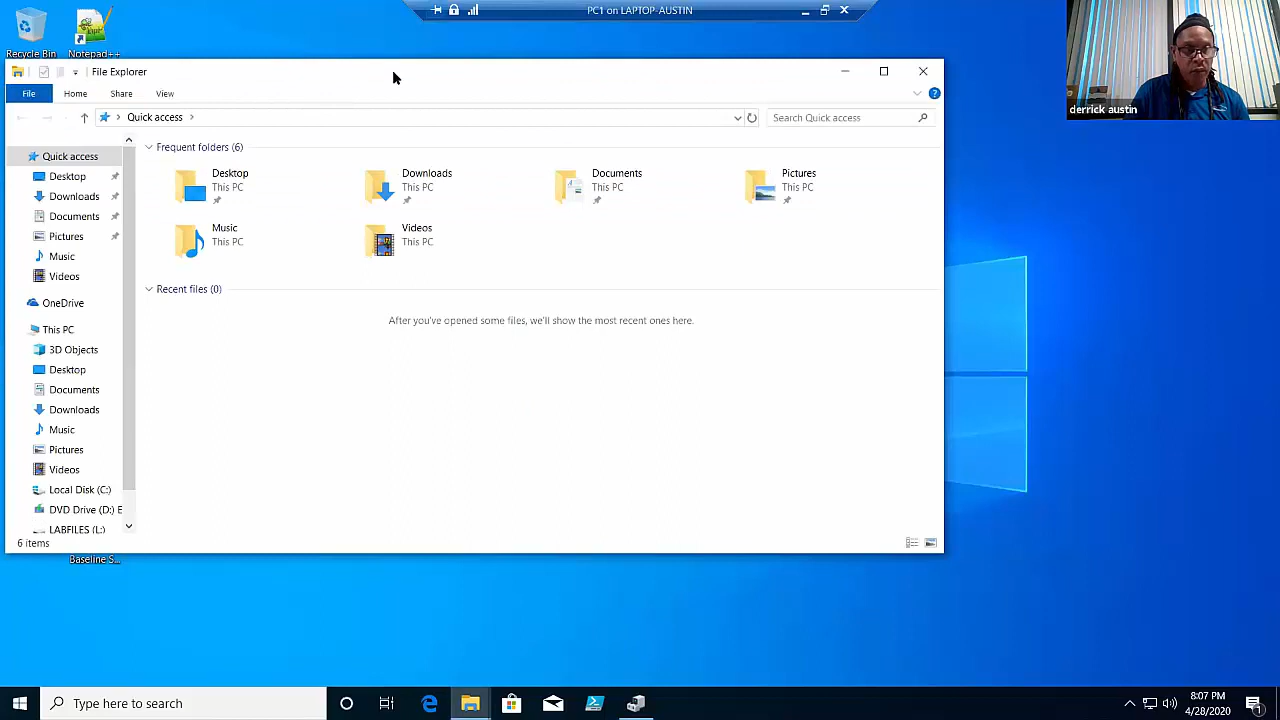 PC1 on LAPTOP-AUSTIN
Recycle Bin
Notepad++
derrick austin
File Explorer
File
Home
Share
View
Quick access
Search Quick access
Quick access
Desktop
Downloads
Documents
Pictures
Music
Videos
OneDrive
This PC
3D Objects
Desktop
Documents
Downloads
Music
Pictures
Videos
Local Disk (C:)
DVD Drive (D:) E
LABFILES (L:)
Frequent folders (6)
Desktop
This PC
Downloads
This PC
Documents
This PC
Pictures
This PC
Music
This PC
Videos
This PC
Recent files (0)
After you've opened some files, we'll show the most recent ones here.
6 items
Baseline S...
Type here to search
8:07 PM
4/28/2020
1